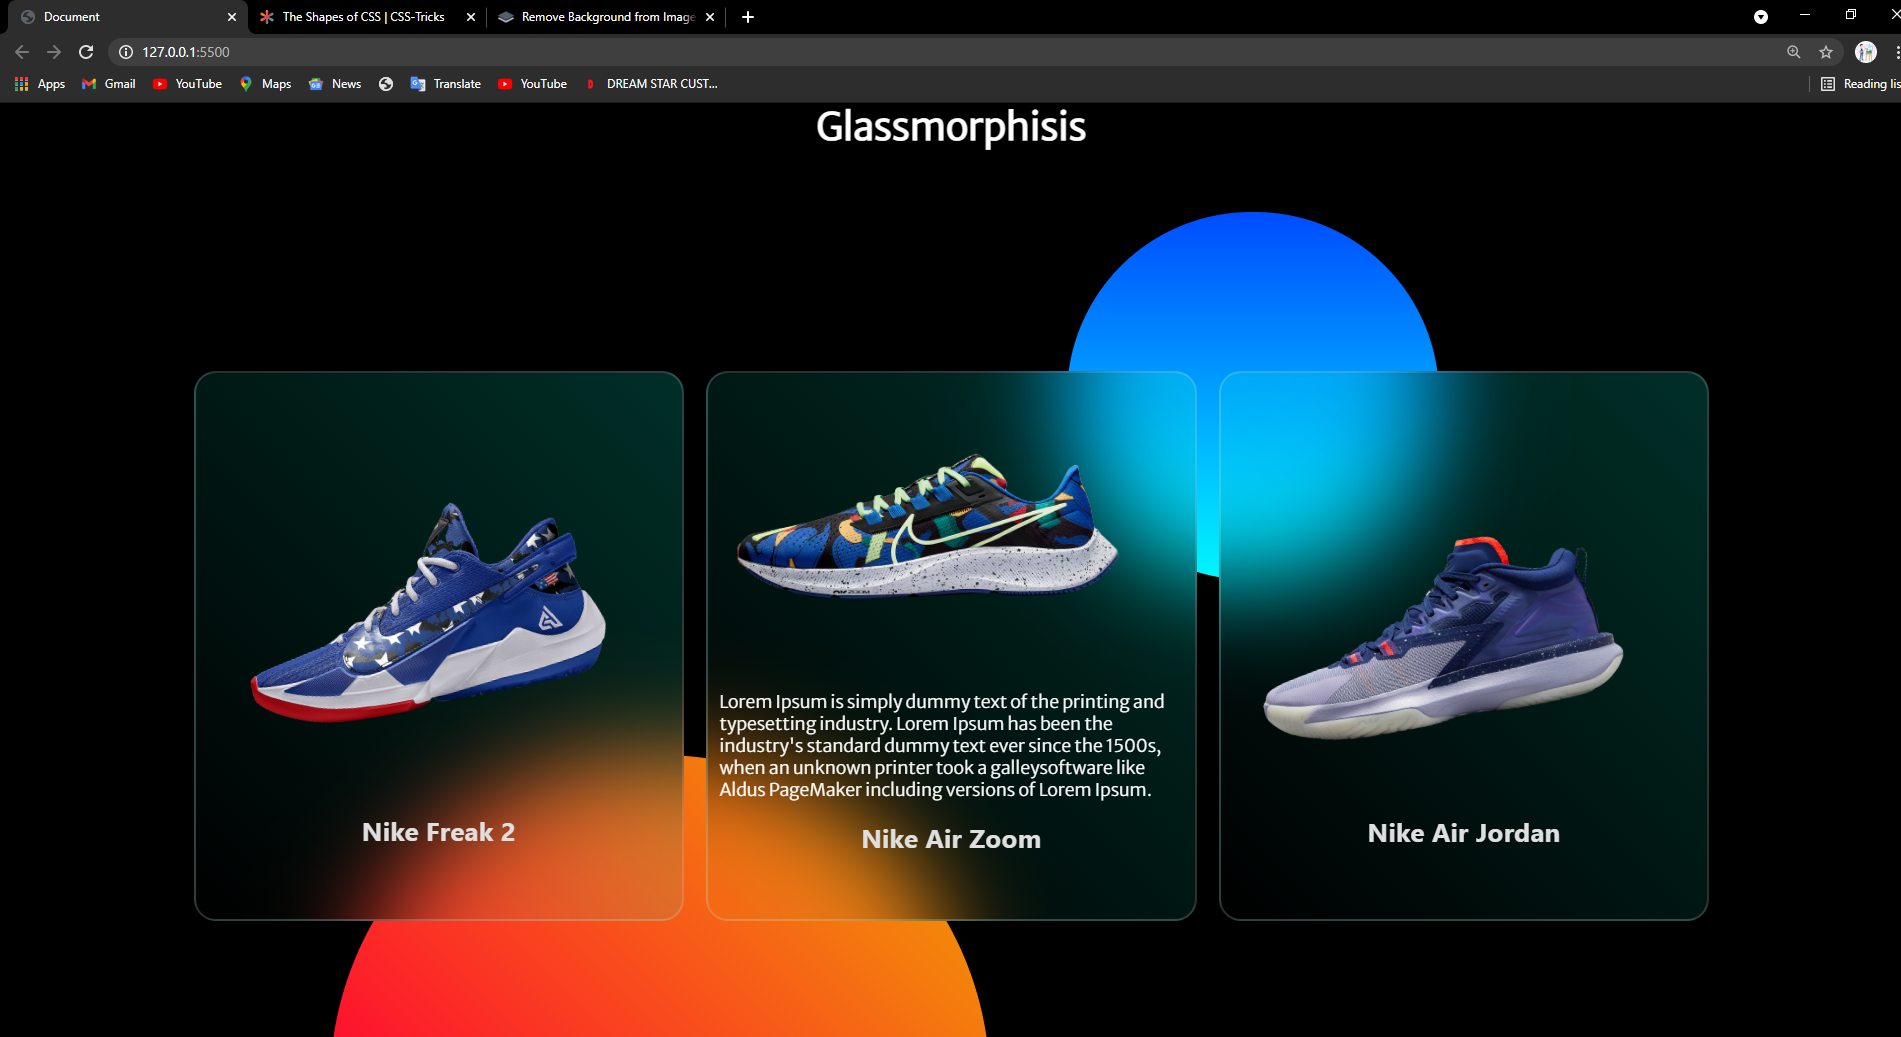 Document
The Shapes of CSS | CSS-Tricks
Remove Background from Image
127.0.0.1:5500
Apps
Gmail
YouTube
Maps
News
Translate
YouTube
DREAM STAR CUST...
Reading lis
Glassmorphisis
Lorem Ipsum is simply dummy text of the printing and
typesetting industry. Lorem Ipsum has been the
industry's standard dummy text ever since the 1500s,
when an unknown printer took a galleysoftware like
Aldus PageMaker including versions of Lorem Ipsum.
Nike Freak 2
Nike Air Zoom
Nike Air Jordan